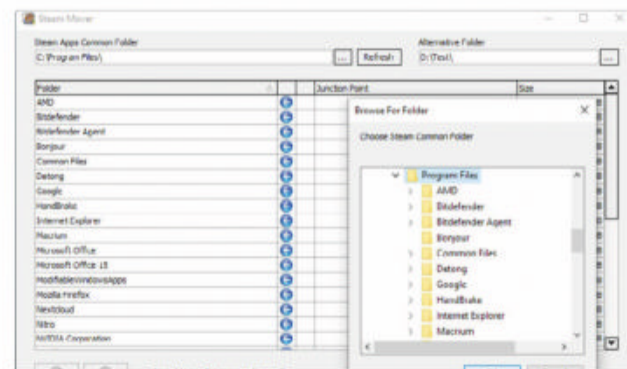 Steam Mover
Steam Apps Common Folder
Alternative Folder
C:\Program Files\
...
Refresh
D:\Test\
...
Folder
Junction Point
Size
AMD
Bitdefender
Bitdefender Agent
Bonjour
Common Files
Detong
Google
HandBrake
Internet Explorer
Macrium
Microsoft Office
Microsoft Office 15
ModifiableWindowsApps
Mozilla Firefox
Nextcloud
Nitro
NVIDIA Corporation
Browse For Folder
Choose Steam Common Folder
Program Files
AMD
Bitdefender
Bitdefender Agent
Bonjour
Common Files
Detong
Google
HandBrake
Internet Explorer
Macrium